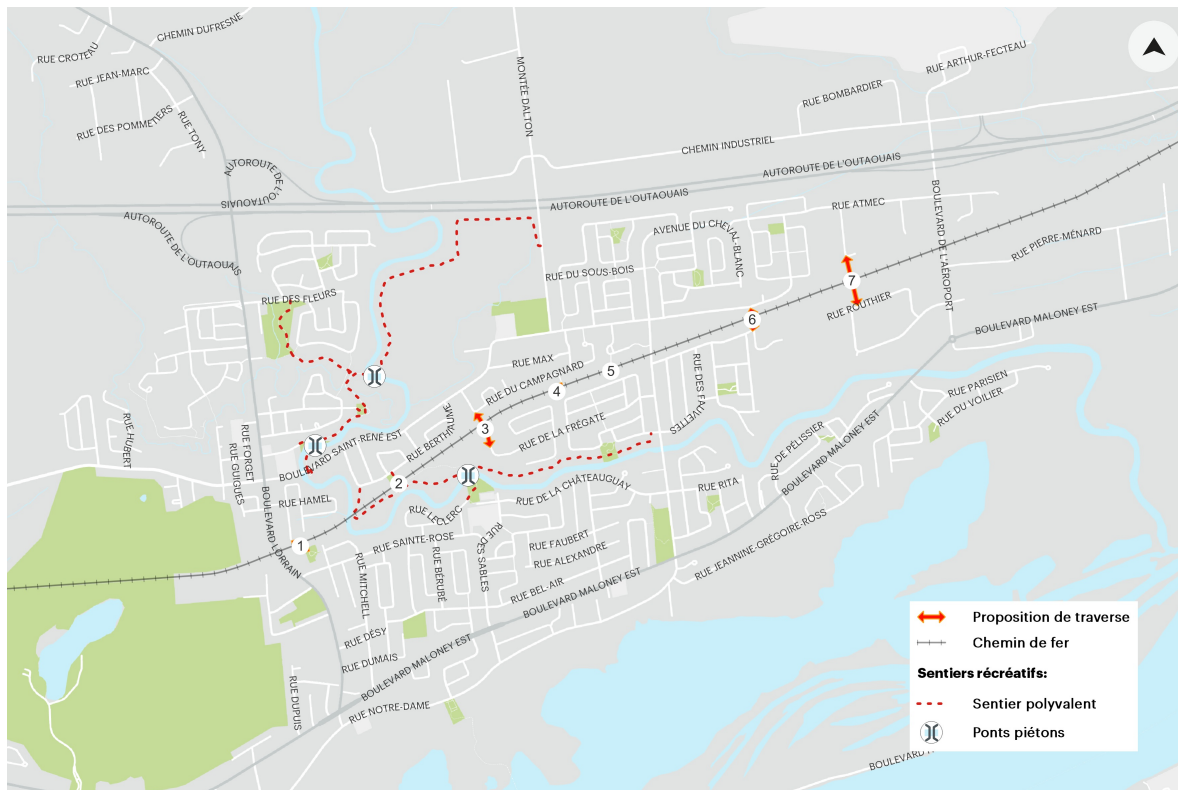 CHEMIN DUFRESNE
RUE CROTEAU
RUE JEAN-MARC
RUE DES POMMETIERS
RUE TONY
MONTÉE DALTON
RUE ARTHUR-FECTEAU
RUE BOMBARDIER
CHEMIN INDUSTRIEL
AUTOROUTE DE L'OUTAOUAIS
AUTOROUTE DE L'OUTAOUAIS
AUTOROUTE DE L'OUTAOUAIS
AUTOROUTE DE L'OUTAOUAIS
RUE ATMEC
BOULEVARD DE L'AÉROPORT
AVENUE DU CHEVAL-BLANC
RUE PIERRE-MÉNARD
RUE DU SOUS-BOIS
RUE DES FLEURS
7
RUE ROUTHIER
6
BOULEVARD MALONEY EST
RUE MAX
RUE DU CAMPAGNARD
5
4
RUE DES FAUVETTES
RUE PARISIEN
RUE DU VOILIER
RUE HUBERT
RUE FORGET
RUE GUIGUES
BOULEVARD SAINT-RENÉ EST
RUE BERTHIAUME
3
RUE DE LA FRÉGATE
RUE DE PÉLISSIER
BOULEVARD MALONEY EST
2
RUE HAMEL
RUE DE LA CHÂTEAUGUAY
RUE RITA
BOULEVARD LORRAIN
RUE LECLERC
1
RUE SAINTE-ROSE
RUE DES SABLES
RUE FAUBERT
RUE ALEXANDRE
RUE JEANNINE-GRÉGOIRE-ROSS
RUE MITCHELL
RUE BÉRUBÉ
RUE BEL-AIR
BOULEVARD MALONEY EST
RUE DÉSY
RUE DUMAIS
BOULEVARD MALONEY EST
RUE DUPUIS
RUE NOTRE-DAME
Proposition de traverse
Chemin de fer
Sentiers récréatifs:
Sentier polyvalent
Ponts piétons
BOULEVARD